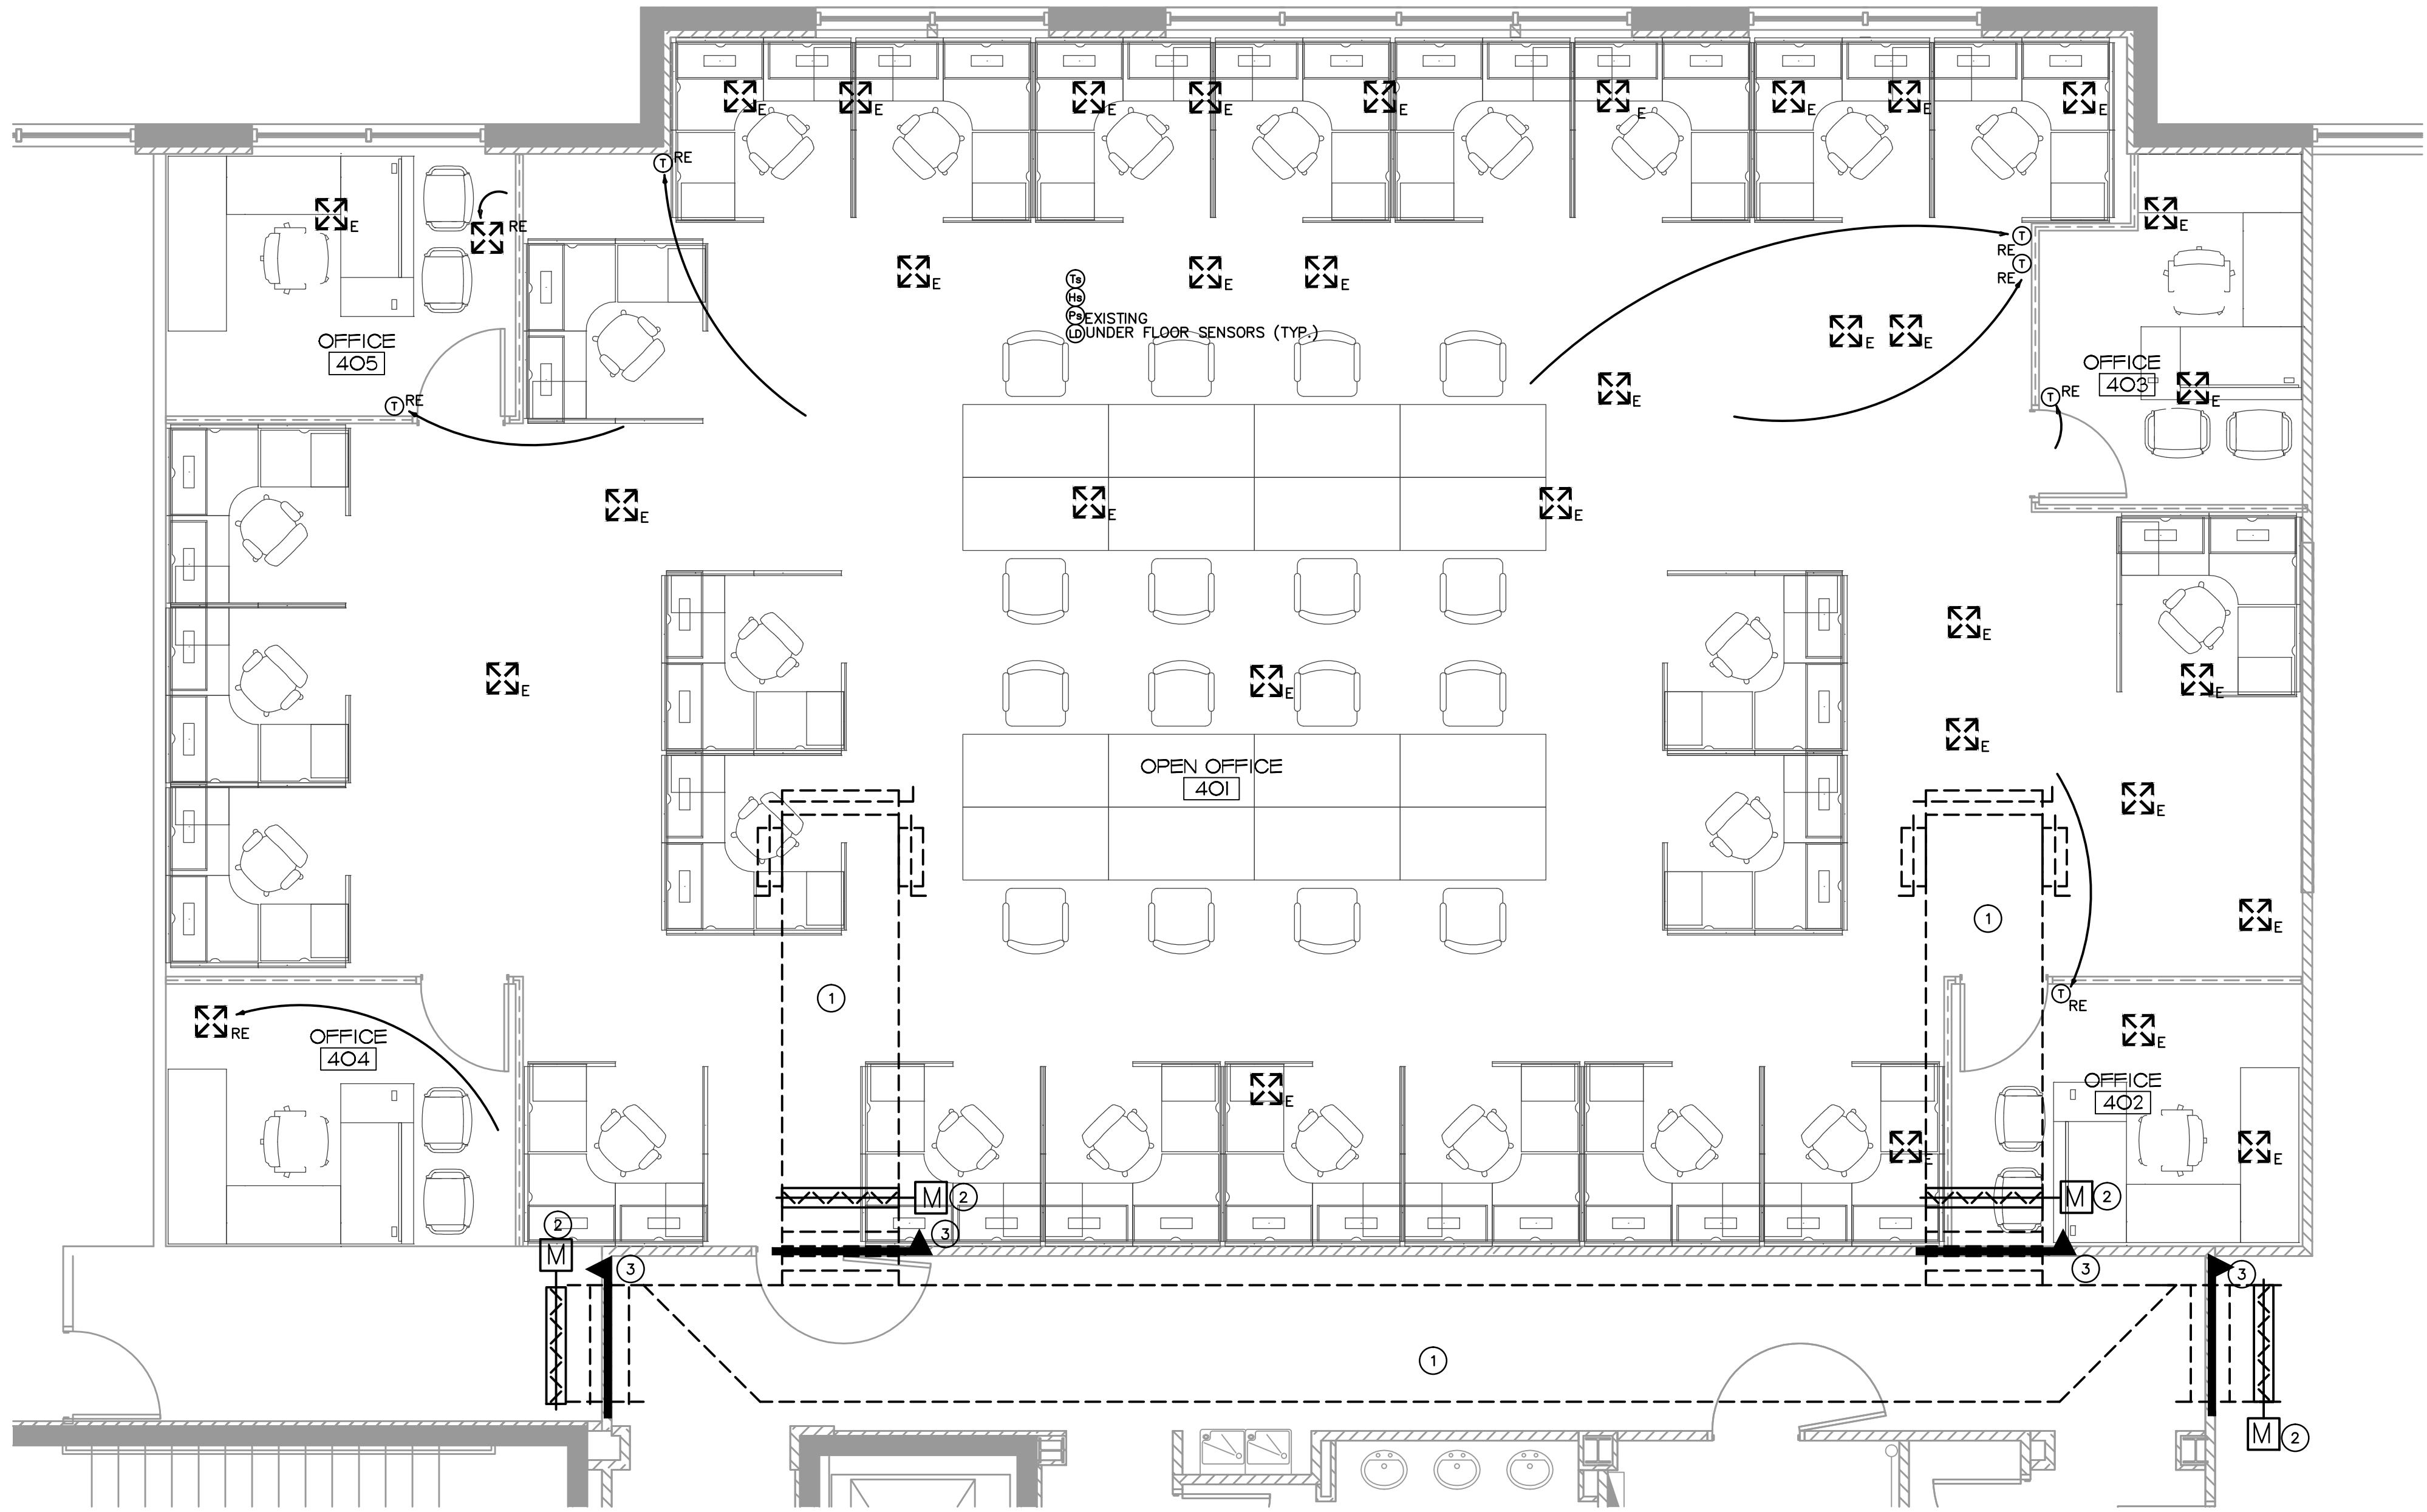 E E E E E E E E E
RE
E RE E
RE
E E E
Ts
Hs
Ps EXISTING
LD UNDER FLOOR SENSORS (TYP.)
T RE
T RE
T RE
E E
OFFICE
405
OFFICE
403
E E
T RE
T RE
E E E
E
E E E
E
OPEN OFFICE
401
E
1
E
1
T RE
RE
OFFICE
404
E
OFFICE
402
E
E E
M 2
M 2
2
M
3
3
3
3
1
M 2